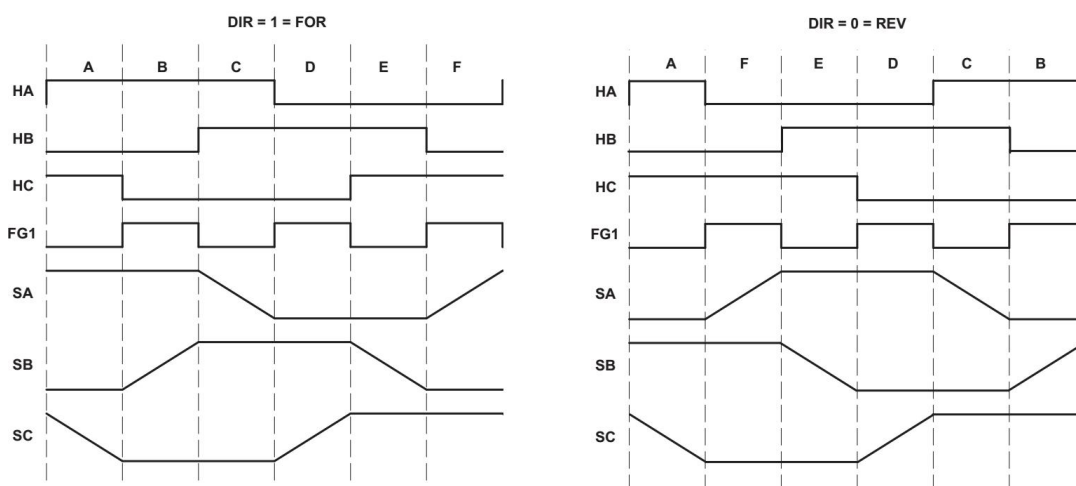 DIR = 1 = FOR
A B C D E F
HA
HB
HC
FG1
SA
SB
SC
DIR = 0 = REV
A F E D C B
HA
HB
HC
FG1
SA
SB
SC